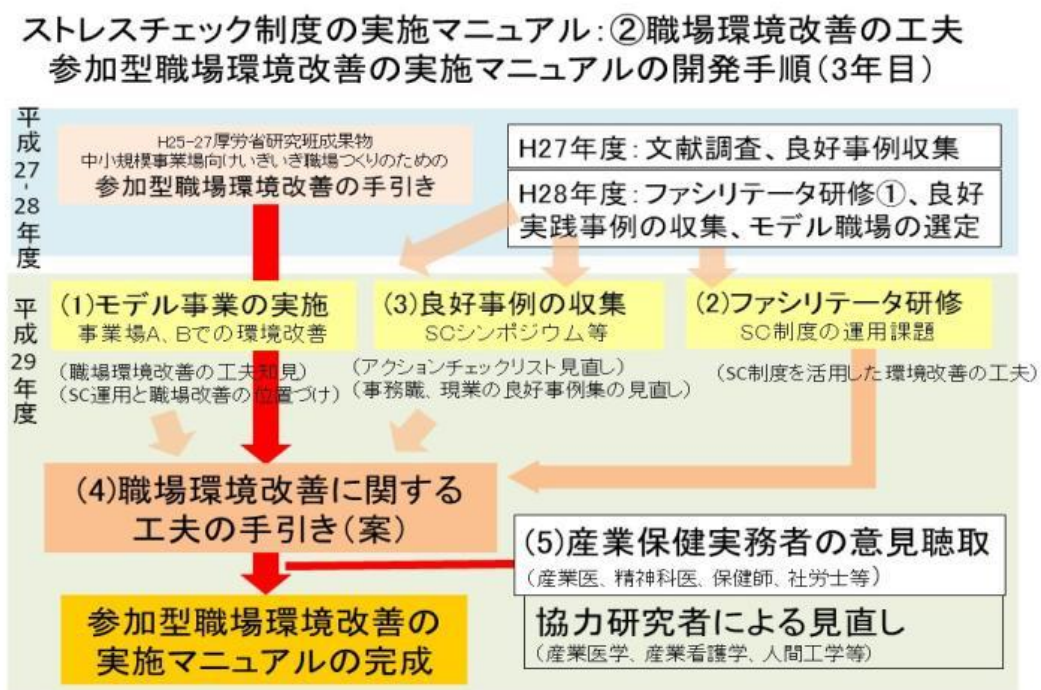 ストレスチェック制度の実施マニュアル:②職場環境改善の工夫
参加型職場環境改善の実施マニュアルの開発手順(3年目)
平成27-28年度
H25-27厚労省研究班成果物
中小規模事業場向けいきいき職場つくりのための
参加型職場環境改善の手引き
H27年度:文献調査、良好事例収集
H28年度:ファシリテータ研修①、良好
実践事例の収集、モデル職場の選定
平成29年度
(1)モデル事業の実施
事業場A、Bでの環境改善
(職場環境改善の工夫知見)
(SC運用と職場改善の位置づけ)
(3)良好事例の収集
SCシンポジウム等
(アクションチェックリスト見直し)
(事務職、現業の良好事例集の見直し)
(2)ファシリテータ研修
SC制度の運用課題
(SC制度を活用した環境改善の工夫)
(4)職場環境改善に関する
工夫の手引き(案)
(5)産業保健実務者の意見聴取
(産業医、精神科医、保健師、社労士等)
参加型職場環境改善の
実施マニュアルの完成
協力研究者による見直し
(産業医学、産業看護学、人間工学等)